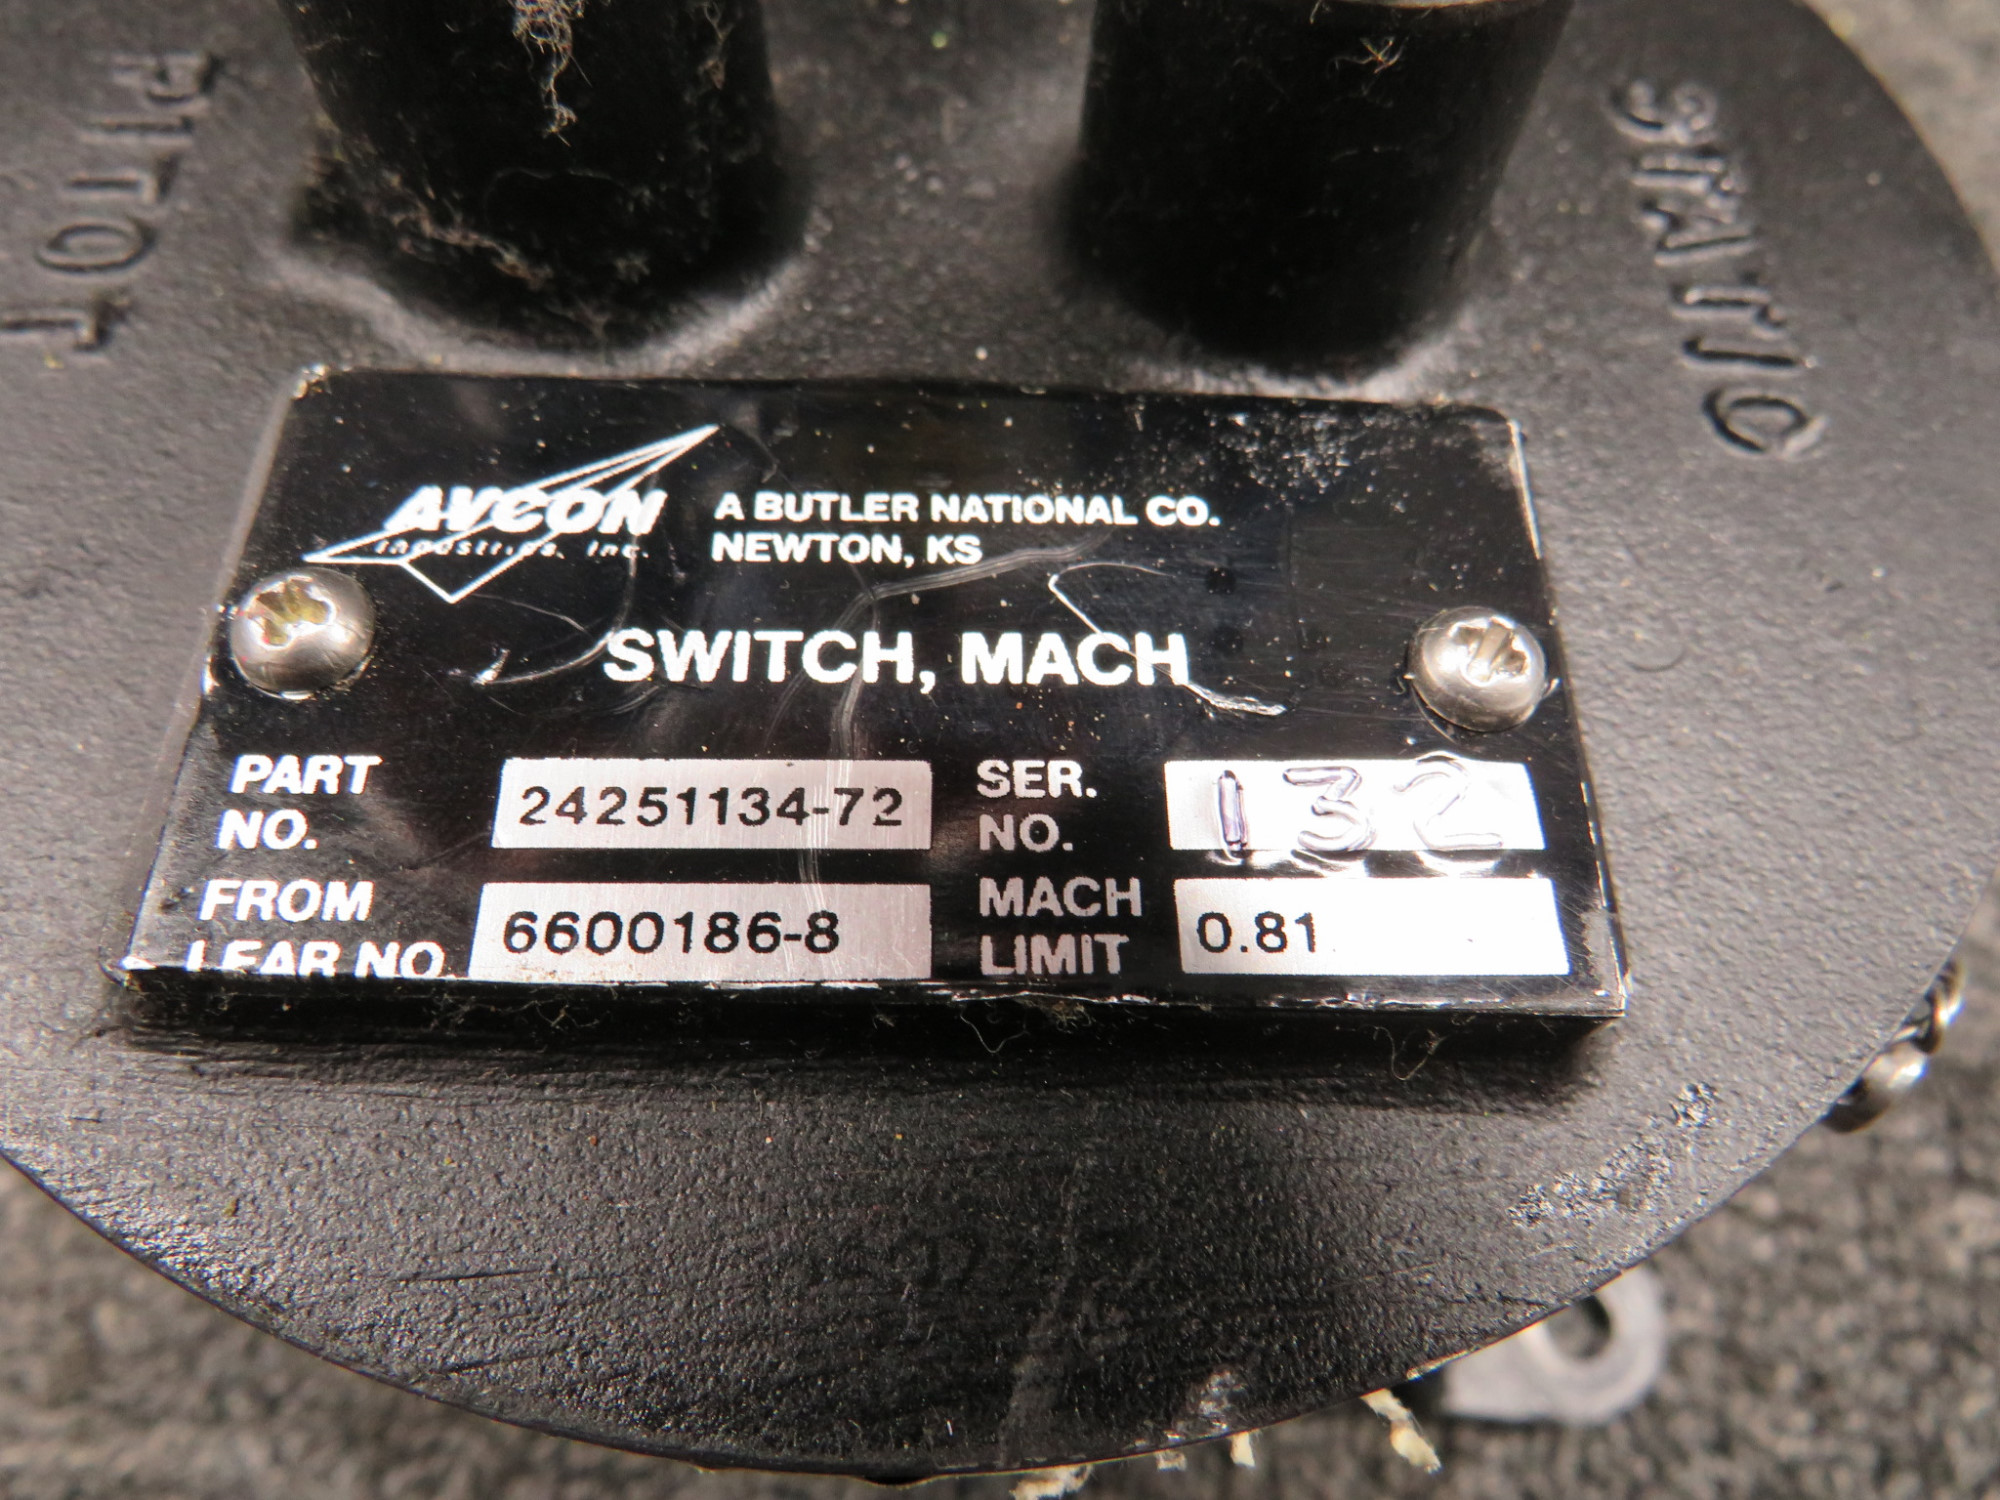 PITOT
STATIC
AVCON
Industries, Inc.
A BUTLER NATIONAL CO.
NEWTON, KS
SWITCH, MACH
PART NO. 24251134-72
SER. NO. 132
FROM LEAR NO. 6600186-8
MACH LIMIT 0.81